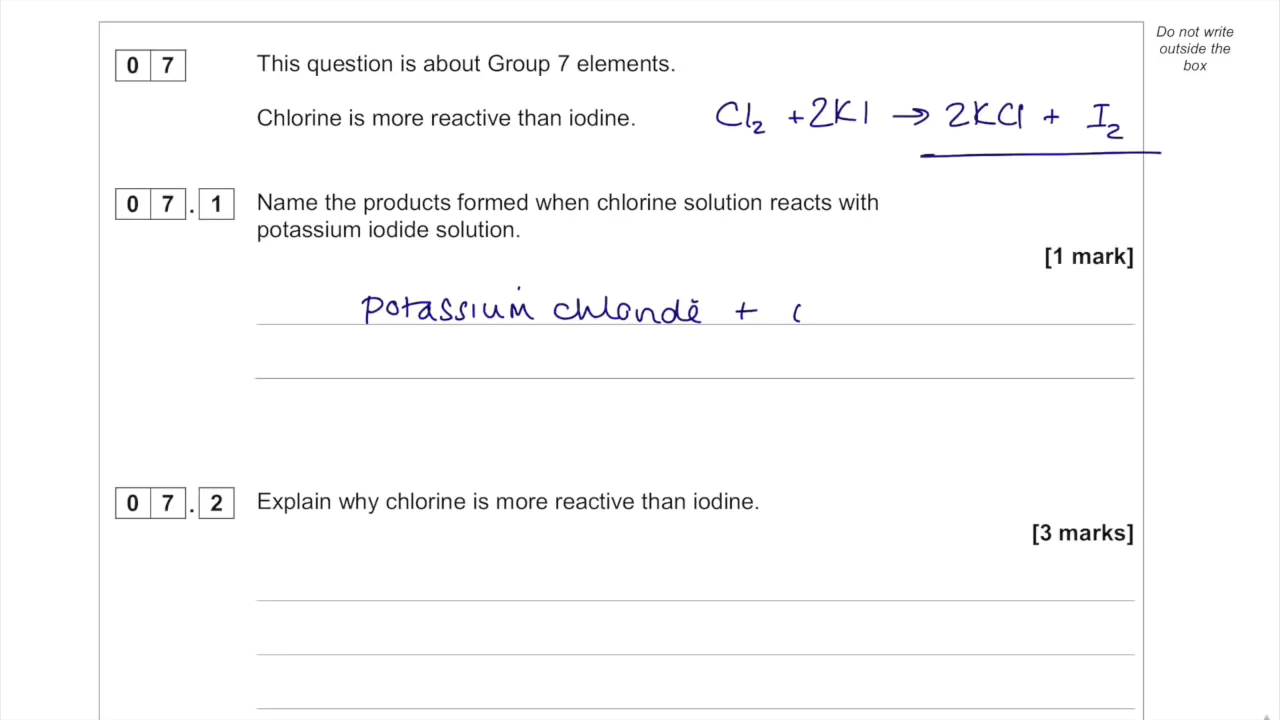 Do not write
outside the
box
0 7 This question is about Group 7 elements.
Chlorine is more reactive than iodine. Cl₂ + 2KI → 2KCl + I₂
0 7 . 1 Name the products formed when chlorine solution reacts with
potassium iodide solution.
[1 mark]
potassium chloride +
0 7 . 2 Explain why chlorine is more reactive than iodine.
[3 marks]